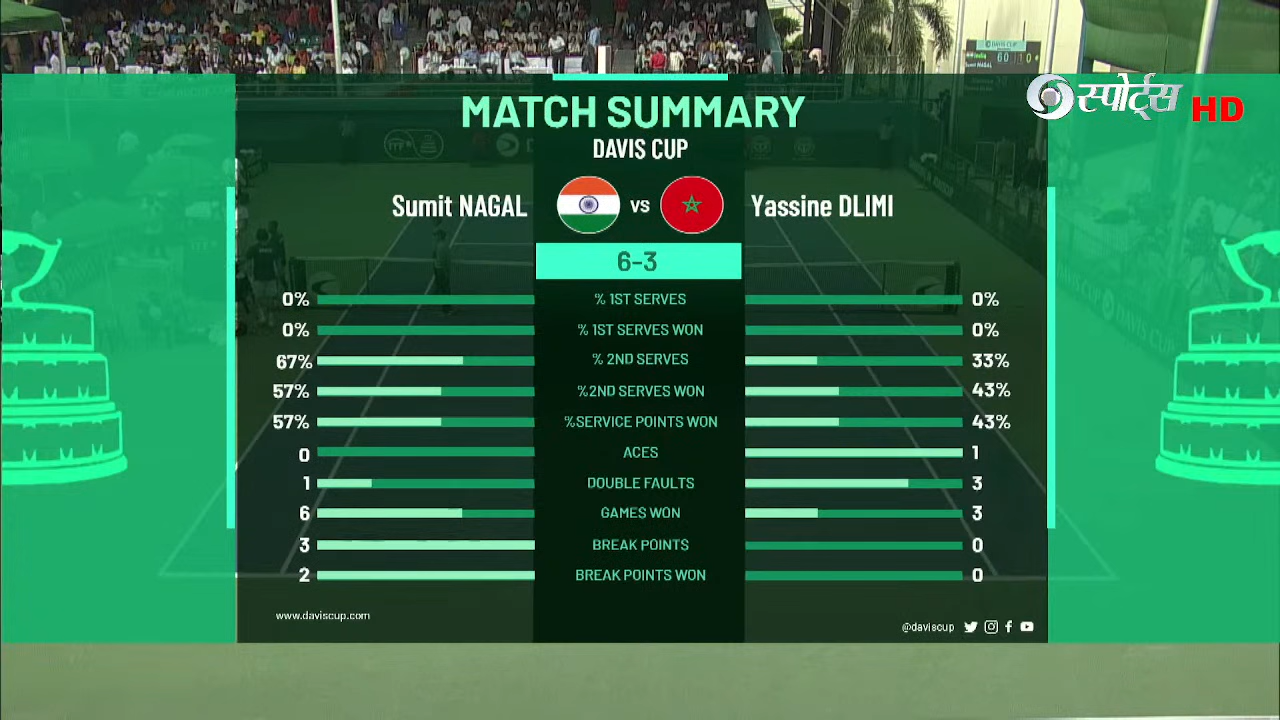 स्पोर्ट्स HD
MATCH SUMMARY
DAVIS CUP
Sumit NAGAL VS Yassine DLIMI
6-3
0% % 1ST SERVES 0%
0% % 1ST SERVES WON 0%
67% % 2ND SERVES 33%
57% %2ND SERVES WON 43%
57% %SERVICE POINTS WON 43%
0 ACES 1
1 DOUBLE FAULTS 3
6 GAMES WON 3
3 BREAK POINTS 0
2 BREAK POINTS WON 0
www.daviscup.com
@daviscup